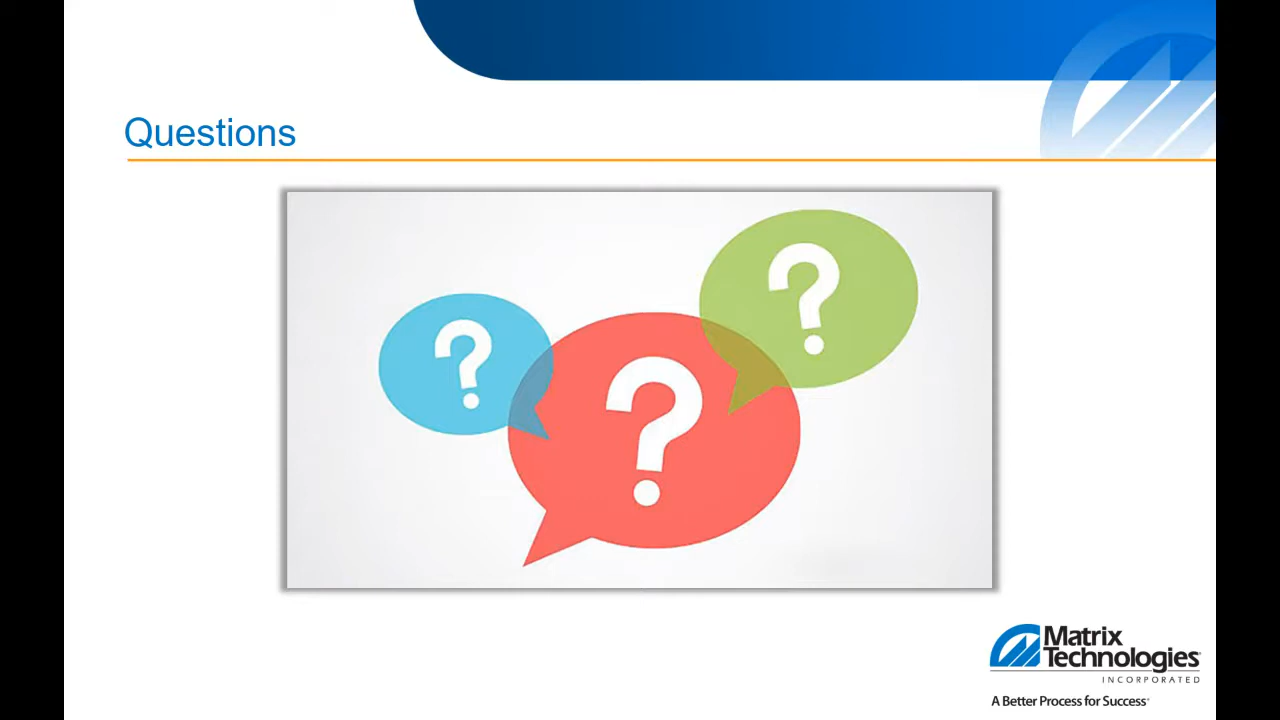 Questions
?
?
?
Matrix
Technologies
INCORPORATED
A Better Process for Success